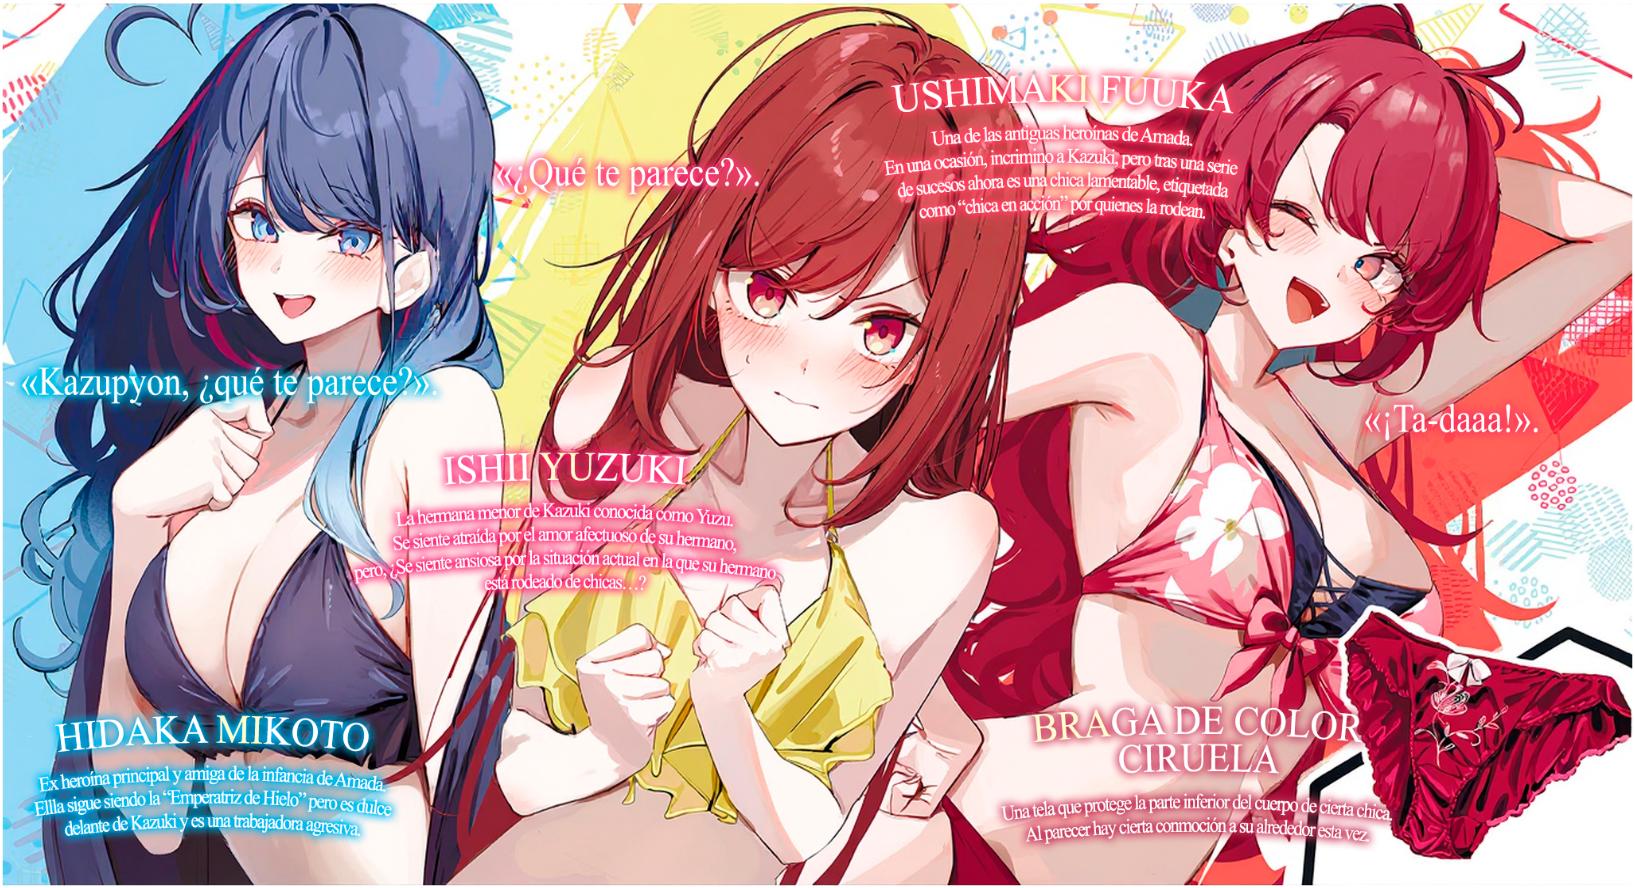 «Kazupyon, ¿qué te parece?».
HIDAKA MIKOTO
Ex heroína principal y amiga de la infancia de Amada.
Ellla sigue siendo la “Emperatriz de Hielo” pero es dulce
delante de Kazuki y es una trabajadora agresiva.
«¿Qué te parece?».
ISHII YUZUKI
La hermana menor de Kazuki conocida como Yuzu.
Se siente atraída por el amor afectuoso de su hermano,
pero, ¿Se siente ansiosa por la situación actual en la que su hermano
está rodeado de chicas…?
USHIMAKI FUUKA
Una de las antiguas heroínas de Amada.
En una ocasión, incrimino a Kazuki, pero tras una serie
de sucesos ahora es una chica lamentable, etiquetada
como “chica en acción” por quienes la rodean.
«¡Ta-daaa!».
BRAGA DE COLOR
CIRUELA
Una tela que protege la parte inferior del cuerpo de cierta chica.
Al parecer hay cierta conmoción a su alrededor esta vez.